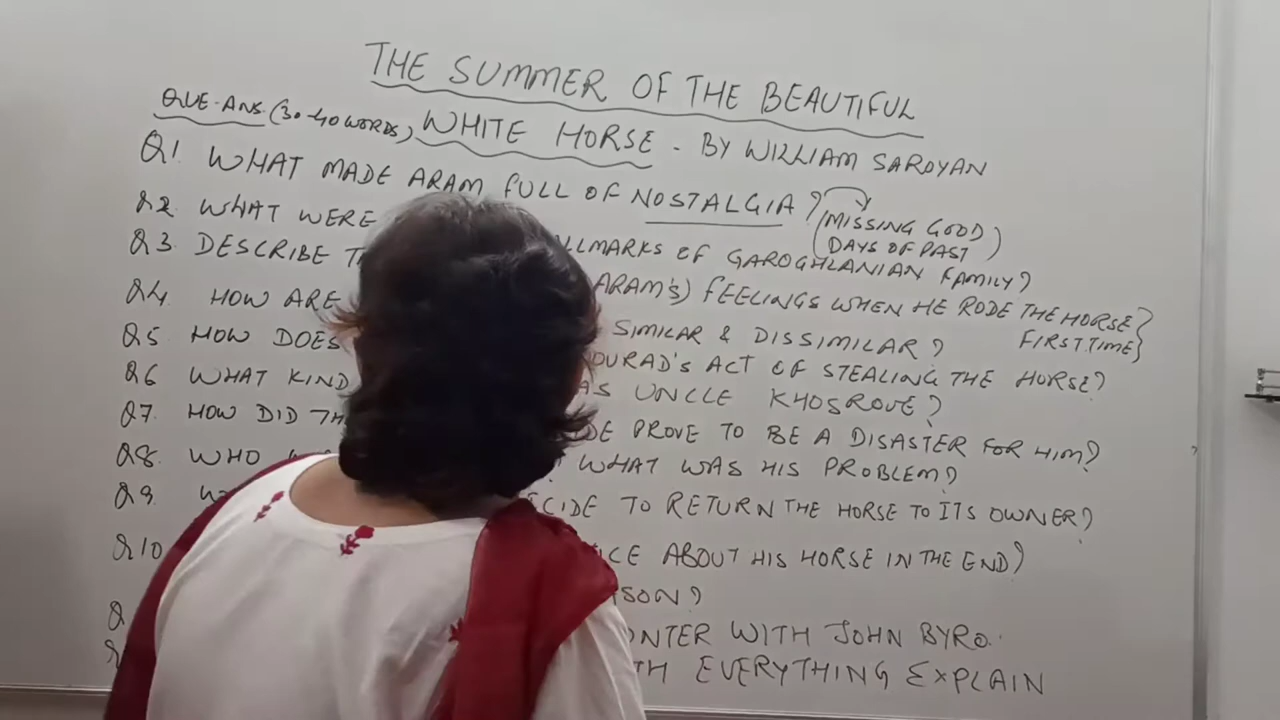 THE SUMMER OF THE BEAUTIFUL
QUE-ANS. (30-40 WORDS) WHITE HORSE - BY WILLIAM SAROYAN
Q1 WHAT MADE ARAM FULL OF NOSTALGIA? (MISSING GOOD DAYS OF PAST)
Q2 WHAT WERE LLMARKS OF GAROGHLANIAN FAMILY?
Q3 DESCRIBE ARAM'S) FEELINGS WHEN HE RODE THE HORSE FIRST TIME?
Q4 HOW ARE SIMILAR & DISSIMILAR?
Q5 HOW DOES MOURAD'S ACT OF STEALING THE HORSE?
Q6 WHAT KIND AS UNCLE KHOSROVE?
Q7 HOW DID TH DE PROVE TO BE A DISASTER FOR HIM?
Q8 WHO WHAT WAS HIS PROBLEM?
Q9 CIDE TO RETURN THE HORSE TO ITS OWNER?
Q10 ICE ABOUT HIS HORSE IN THE END?
Q SON?
ONTER WITH JOHN BYRO.
TH EVERYTHING EXPLAIN